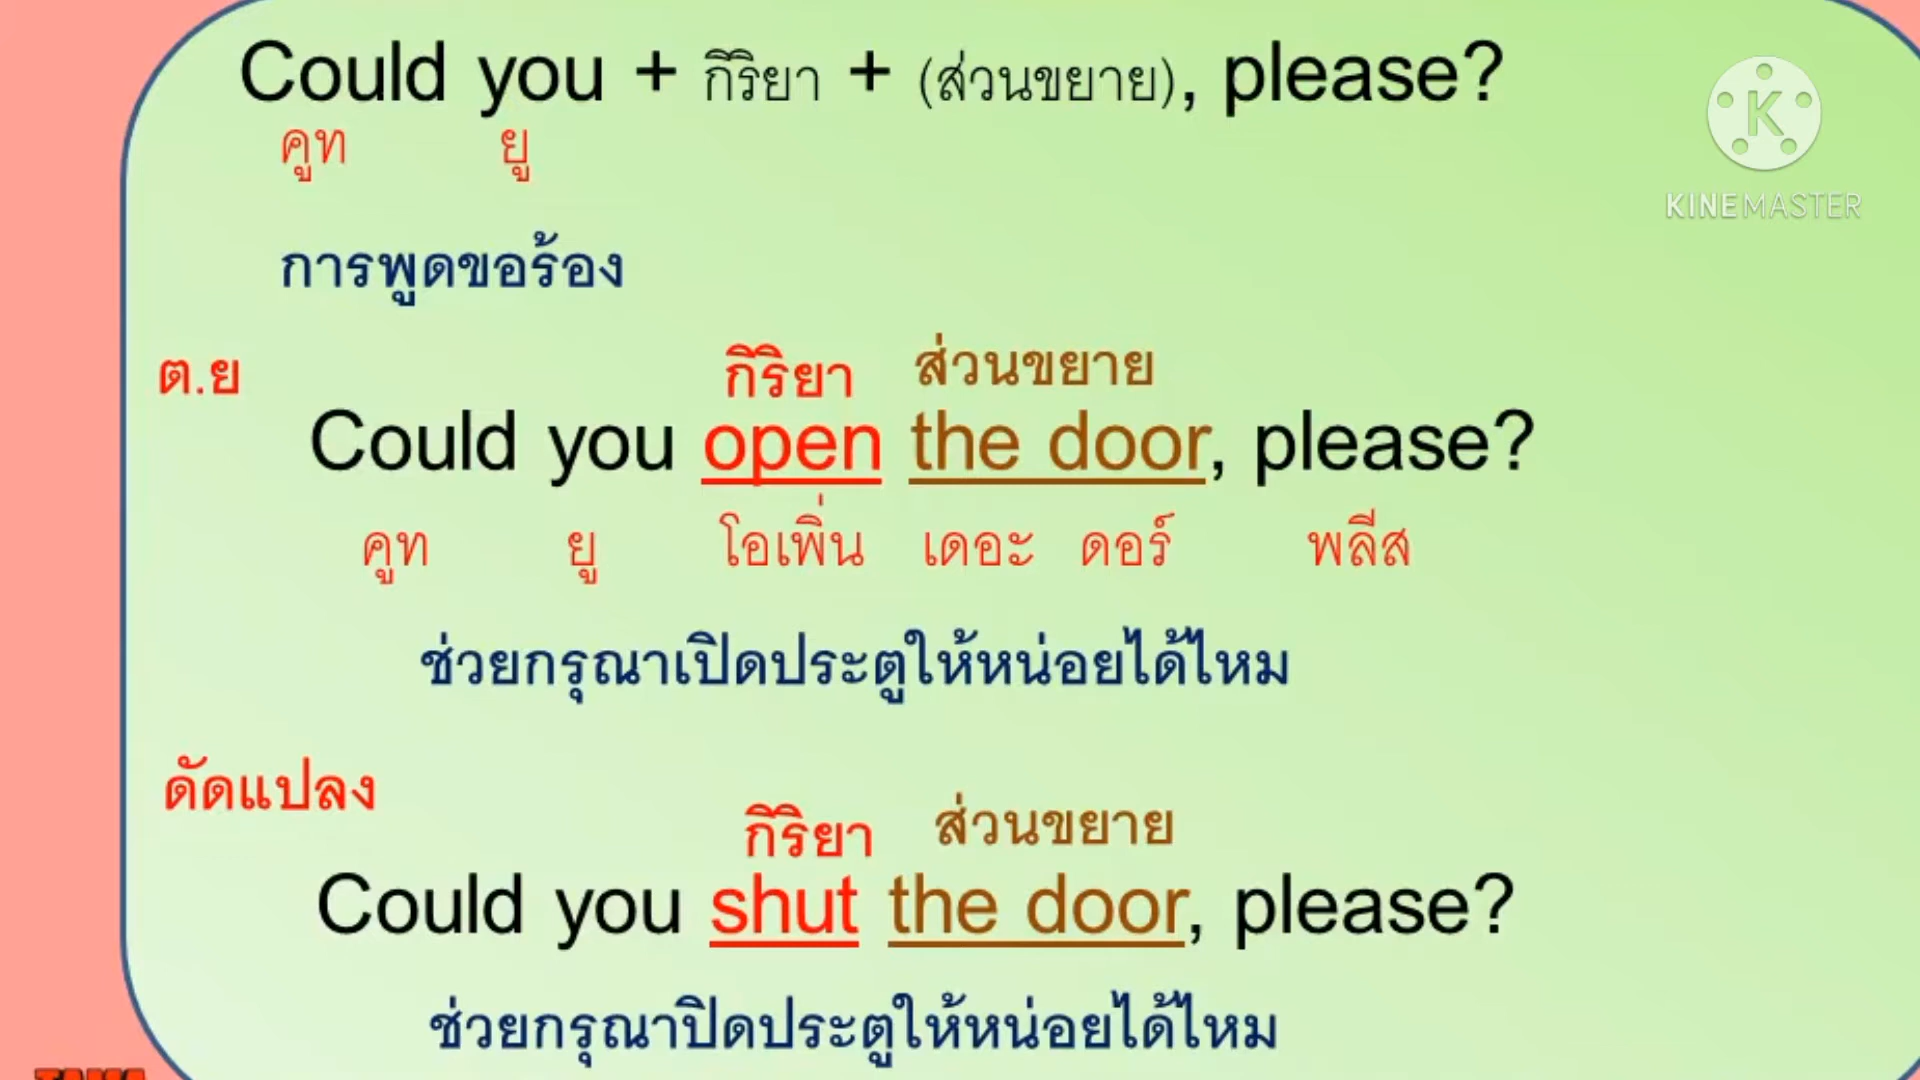 Could you + กิริยา + (ส่วนขยาย), please?
คูท ยู
KINEMASTER
การพูดขอร้อง
ต.ย
กิริยา ส่วนขยาย
Could you open the door, please?
คูท ยู โอเพิ่น เดอะ ดอร์ พลีส
ช่วยกรุณาเปิดประตูให้หน่อยได้ไหม
ดัดแปลง
กิริยา ส่วนขยาย
Could you shut the door, please?
ช่วยกรุณาปิดประตูให้หน่อยได้ไหม